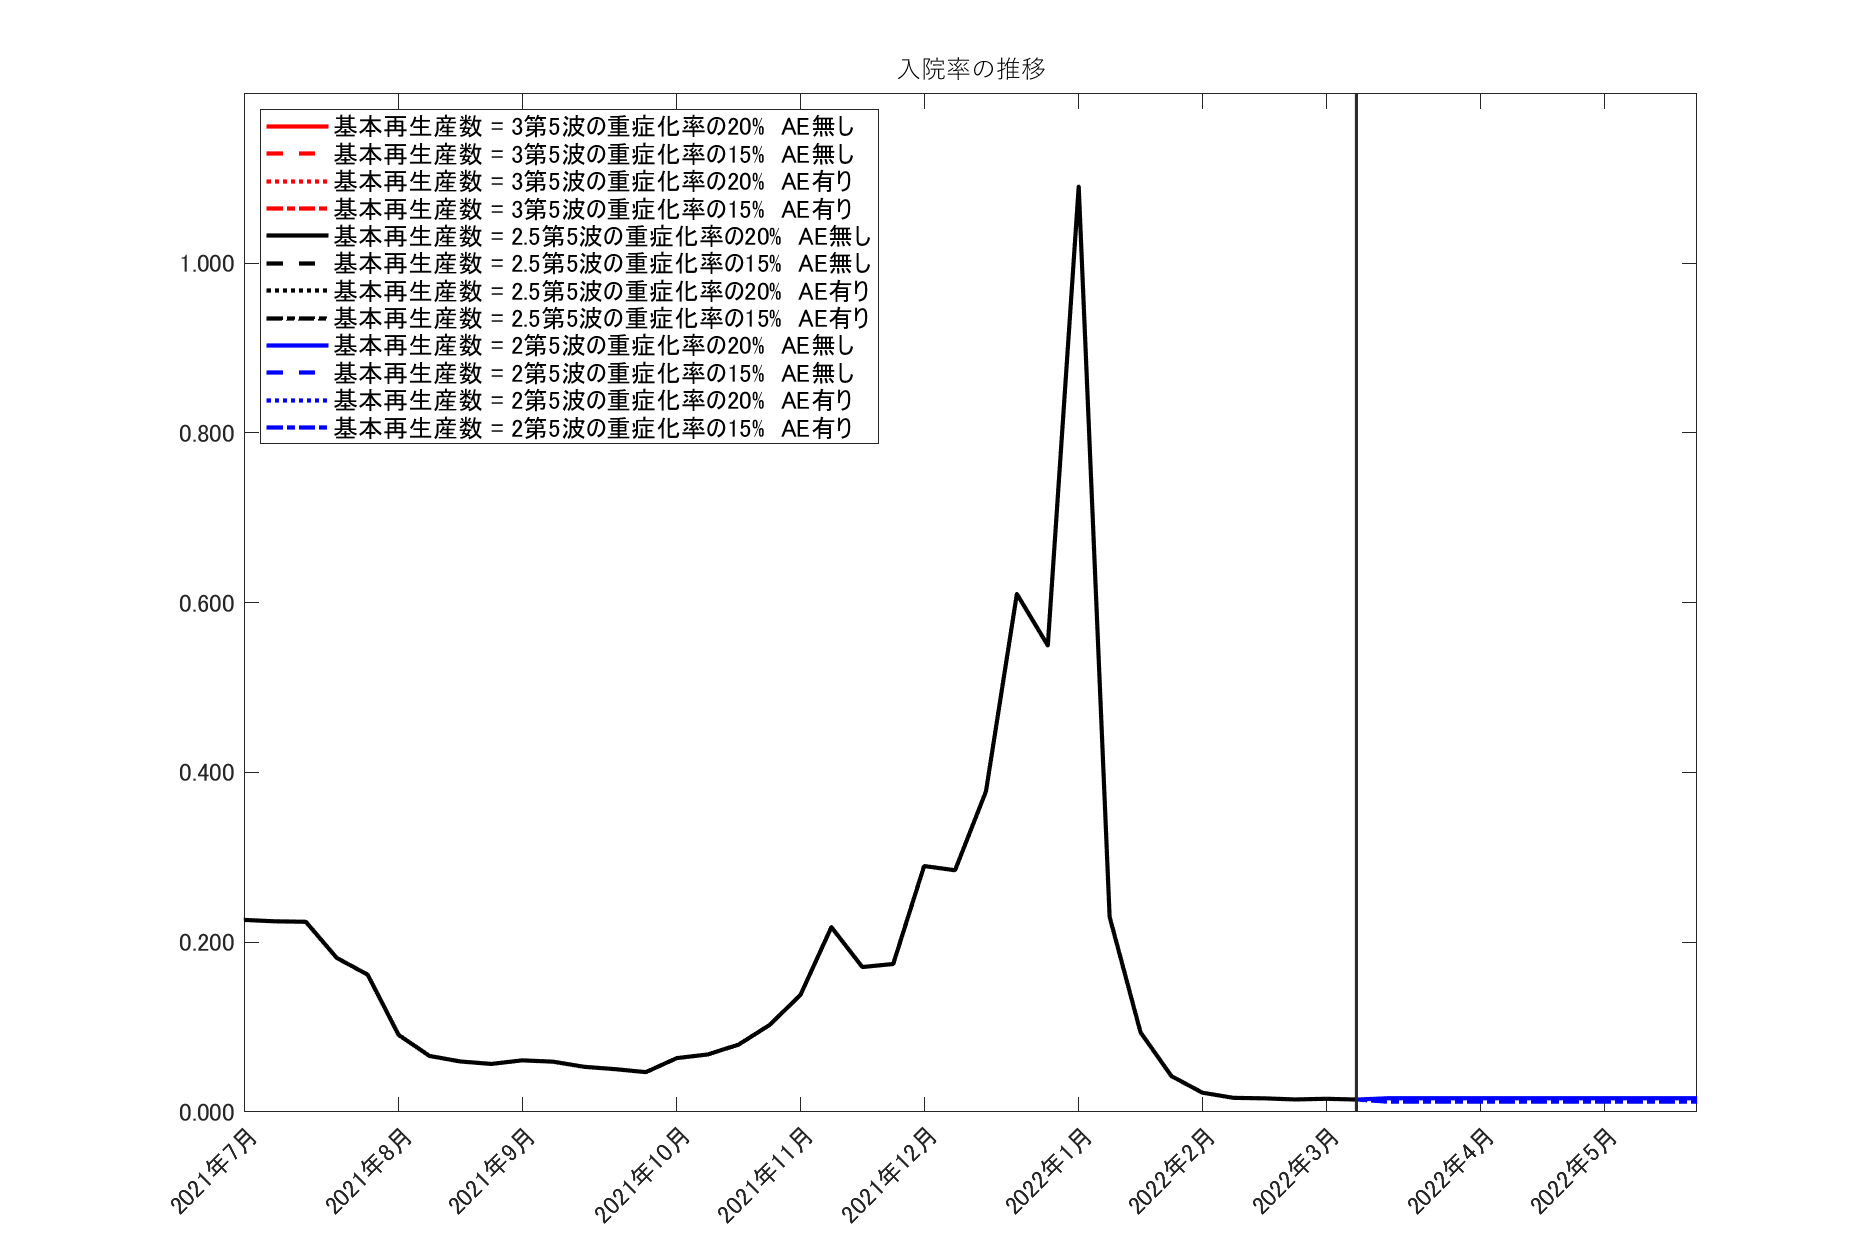 入院率の推移
基本再生産数 = 3第5波の重症化率の20%　AE無し
基本再生産数 = 3第5波の重症化率の15%　AE無し
基本再生産数 = 3第5波の重症化率の20%　AE有り
基本再生産数 = 3第5波の重症化率の15%　AE有り
基本再生産数 = 2.5第5波の重症化率の20%　AE無し
基本再生産数 = 2.5第5波の重症化率の15%　AE無し
基本再生産数 = 2.5第5波の重症化率の20%　AE有り
基本再生産数 = 2.5第5波の重症化率の15%　AE有り
基本再生産数 = 2第5波の重症化率の20%　AE無し
基本再生産数 = 2第5波の重症化率の15%　AE無し
基本再生産数 = 2第5波の重症化率の20%　AE有り
基本再生産数 = 2第5波の重症化率の15%　AE有り
1.000
0.800
0.600
0.400
0.200
0.000
2021年7月
2021年8月
2021年9月
2021年10月
2021年11月
2021年12月
2022年1月
2022年2月
2022年3月
2022年4月
2022年5月